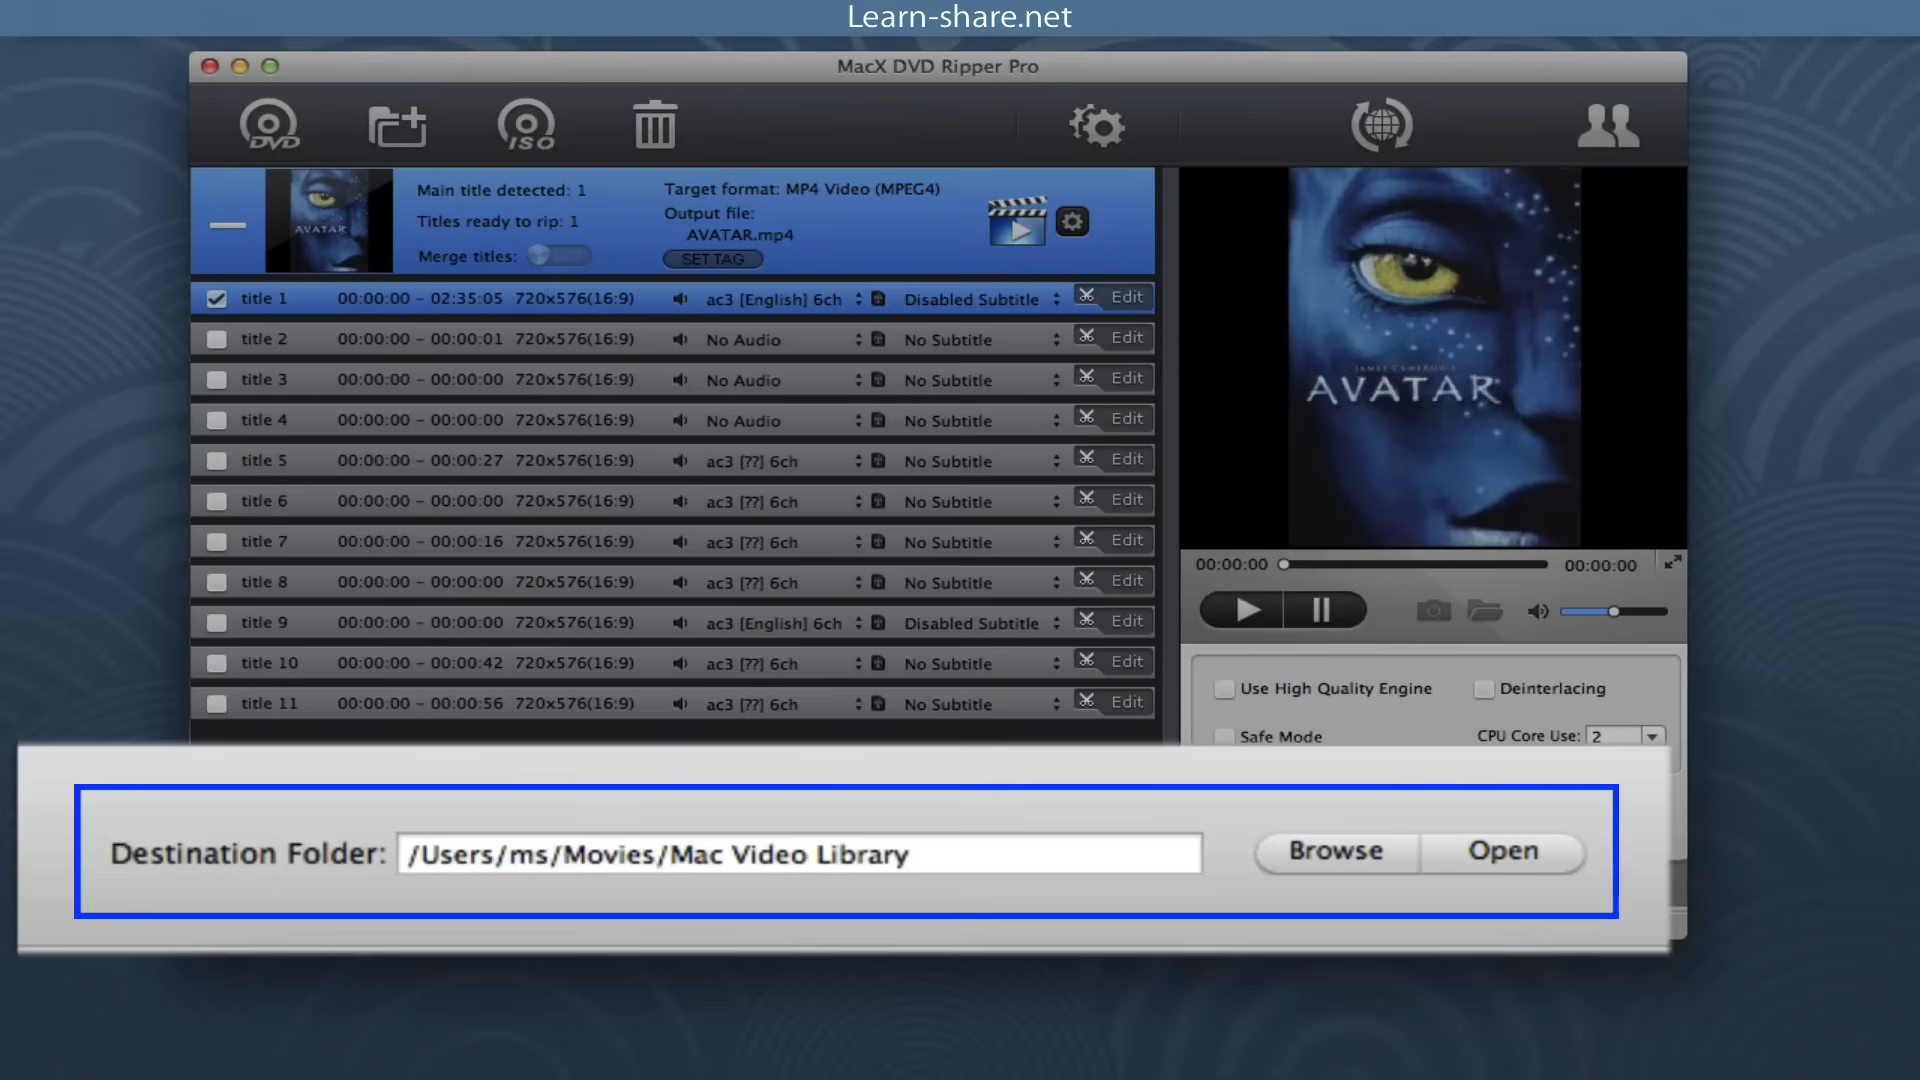 Learn-share.net
MacX DVD Ripper Pro
DVD
ISO
Main title detected: 1
Titles ready to rip: 1
Merge titles:
Target format: MP4 Video (MPEG4)
Output file:
AVATAR.mp4
SET TAG
AVATAR
title 1 00:00:00 - 02:35:05 720x576(16:9) ac3 [English] 6ch Disabled Subtitle Edit
title 2 00:00:00 - 00:00:01 720x576(16:9) No Audio No Subtitle Edit
title 3 00:00:00 - 00:00:00 720x576(16:9) No Audio No Subtitle Edit
title 4 00:00:00 - 00:00:00 720x576(16:9) No Audio No Subtitle Edit
title 5 00:00:00 - 00:00:27 720x576(16:9) ac3 [??] 6ch No Subtitle Edit
title 6 00:00:00 - 00:00:00 720x576(16:9) ac3 [??] 6ch No Subtitle Edit
title 7 00:00:00 - 00:00:16 720x576(16:9) ac3 [??] 6ch No Subtitle Edit
title 8 00:00:00 - 00:00:00 720x576(16:9) ac3 [??] 6ch No Subtitle Edit
title 9 00:00:00 - 00:00:00 720x576(16:9) ac3 [English] 6ch Disabled Subtitle Edit
title 10 00:00:00 - 00:00:42 720x576(16:9) ac3 [??] 6ch No Subtitle Edit
title 11 00:00:00 - 00:00:56 720x576(16:9) ac3 [??] 6ch No Subtitle Edit
JAMES CAMERON'S
AVATAR
00:00:00 00:00:00
Use High Quality Engine Deinterlacing
Safe Mode CPU Core Use: 2
Destination Folder: /Users/ms/Movies/Mac Video Library Browse Open